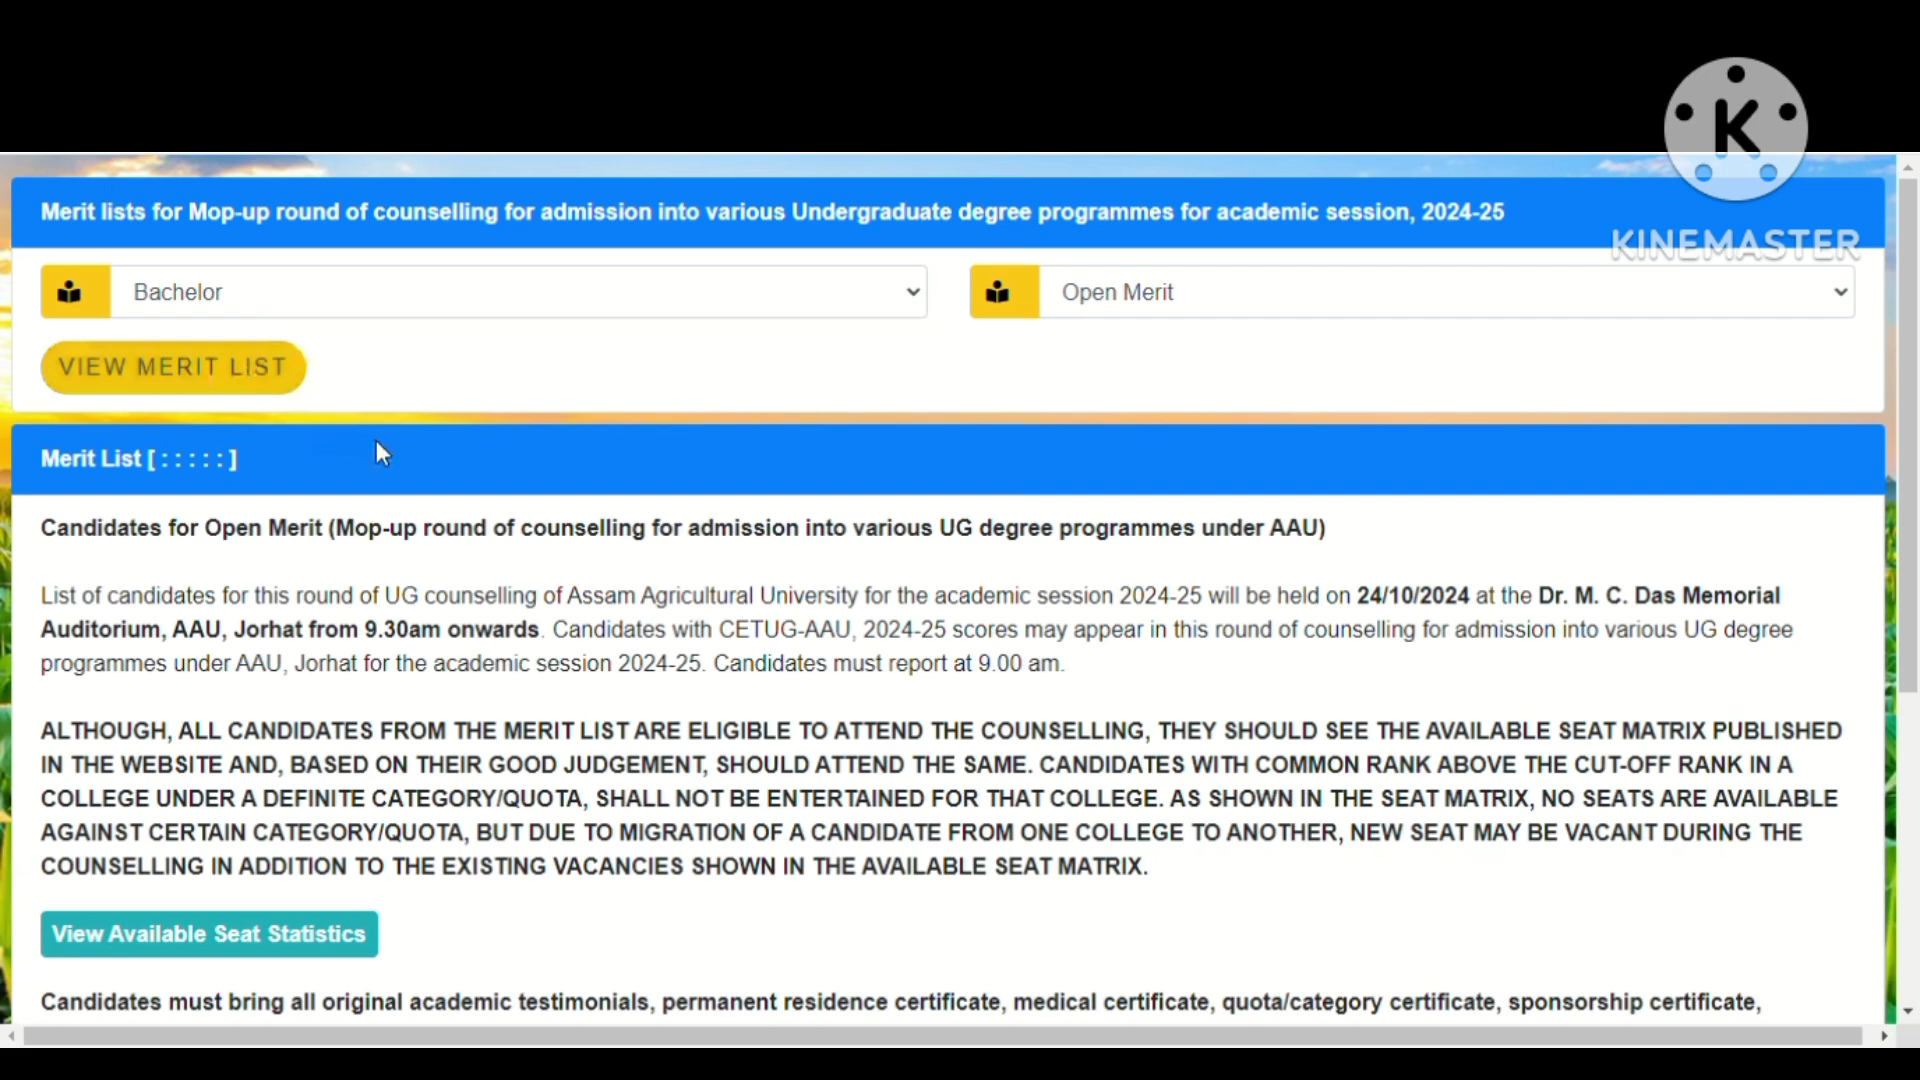 K
KINEMASTER
Merit lists for Mop-up round of counselling for admission into various Undergraduate degree programmes for academic session, 2024-25
Bachelor
Open Merit
VIEW MERIT LIST
Merit List [ : : : : : ]
Candidates for Open Merit (Mop-up round of counselling for admission into various UG degree programmes under AAU)
List of candidates for this round of UG counselling of Assam Agricultural University for the academic session 2024-25 will be held on 24/10/2024 at the Dr. M. C. Das Memorial
Auditorium, AAU, Jorhat from 9.30am onwards. Candidates with CETUG-AAU, 2024-25 scores may appear in this round of counselling for admission into various UG degree
programmes under AAU, Jorhat for the academic session 2024-25. Candidates must report at 9.00 am.
ALTHOUGH, ALL CANDIDATES FROM THE MERIT LIST ARE ELIGIBLE TO ATTEND THE COUNSELLING, THEY SHOULD SEE THE AVAILABLE SEAT MATRIX PUBLISHED
IN THE WEBSITE AND, BASED ON THEIR GOOD JUDGEMENT, SHOULD ATTEND THE SAME. CANDIDATES WITH COMMON RANK ABOVE THE CUT-OFF RANK IN A
COLLEGE UNDER A DEFINITE CATEGORY/QUOTA, SHALL NOT BE ENTERTAINED FOR THAT COLLEGE. AS SHOWN IN THE SEAT MATRIX, NO SEATS ARE AVAILABLE
AGAINST CERTAIN CATEGORY/QUOTA, BUT DUE TO MIGRATION OF A CANDIDATE FROM ONE COLLEGE TO ANOTHER, NEW SEAT MAY BE VACANT DURING THE
COUNSELLING IN ADDITION TO THE EXISTING VACANCIES SHOWN IN THE AVAILABLE SEAT MATRIX.
View Available Seat Statistics
Candidates must bring all original academic testimonials, permanent residence certificate, medical certificate, quota/category certificate, sponsorship certificate,